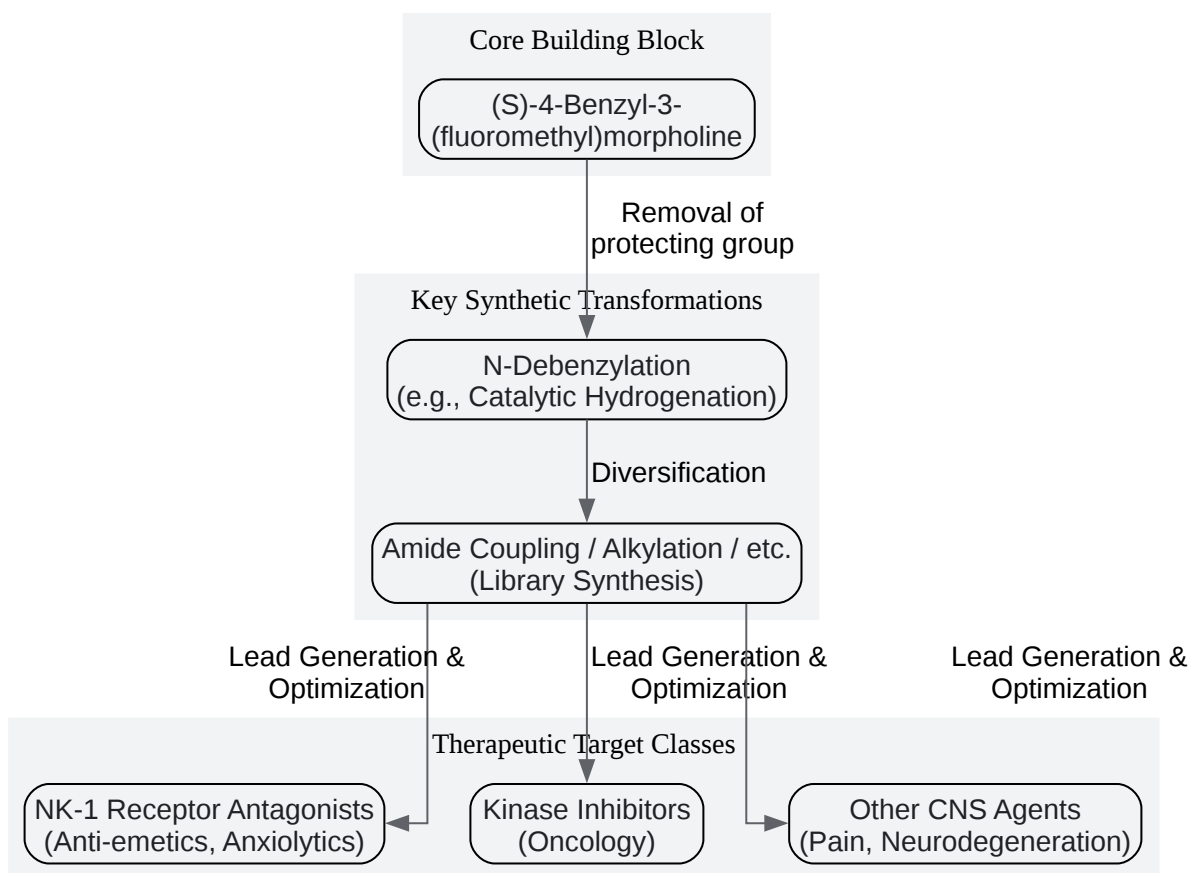 Core Building Block
(S)-4-Benzyl-3-
(fluoromethyl)morpholine
Removal of
protecting group
Key Synthetic Transformations
N-Debenzylation
(e.g., Catalytic Hydrogenation)
Diversification
Amide Coupling / Alkylation / etc.
(Library Synthesis)
Lead Generation &
Optimization
Lead Generation &
Optimization
Lead Generation &
Optimization
Therapeutic Target Classes
NK-1 Receptor Antagonists
(Anti-emetics, Anxiolytics)
Kinase Inhibitors
(Oncology)
Other CNS Agents
(Pain, Neurodegeneration)